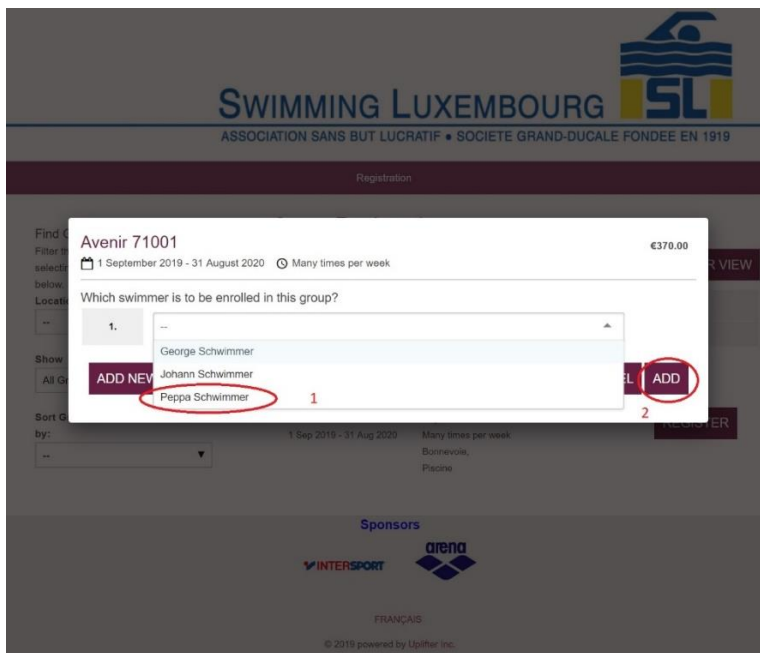 SWIMMING LUXEMBOURG
SL
ASSOCIATION SANS BUT LUCRATIF • SOCIETE GRAND-DUCALE FONDEE EN 1919
Registration
Find
Filter
below.
--
Show
All
Sort
by:
--
Avenir 71001
€370.00
1 September 2019 - 31 August 2020 Many times per week
Which swimmer is to be enrolled in this group?
1. --
George Schwimmer
Johann Schwimmer
Peppa Schwimmer
1
ADD
2
VIEW
REGISTER
1 Sep 2019 - 31 Aug 2020 Many times per week
Bonnevoie,
Piscine
Sponsors
INTERSPORT
arena
FRANÇAIS
© 2019 powered by Uplifter Inc.